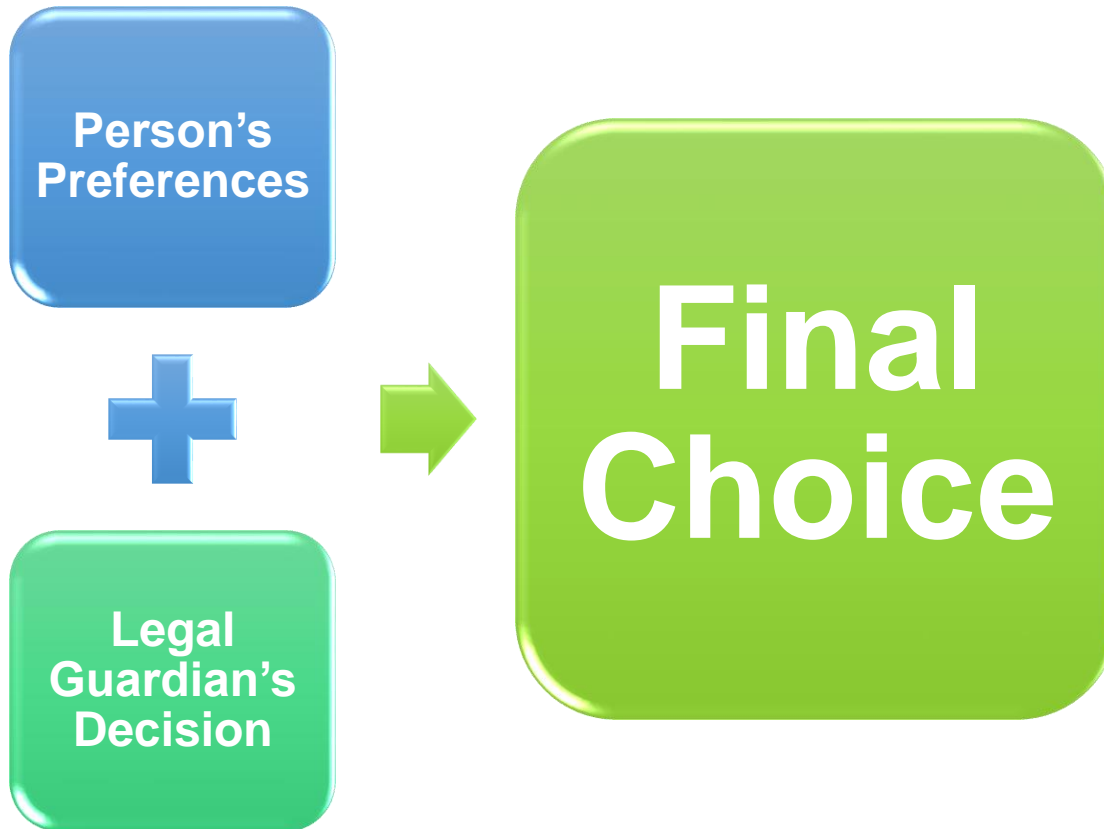 Person’s
Preferences
Legal
Guardian’s
Decision
Final
Choice